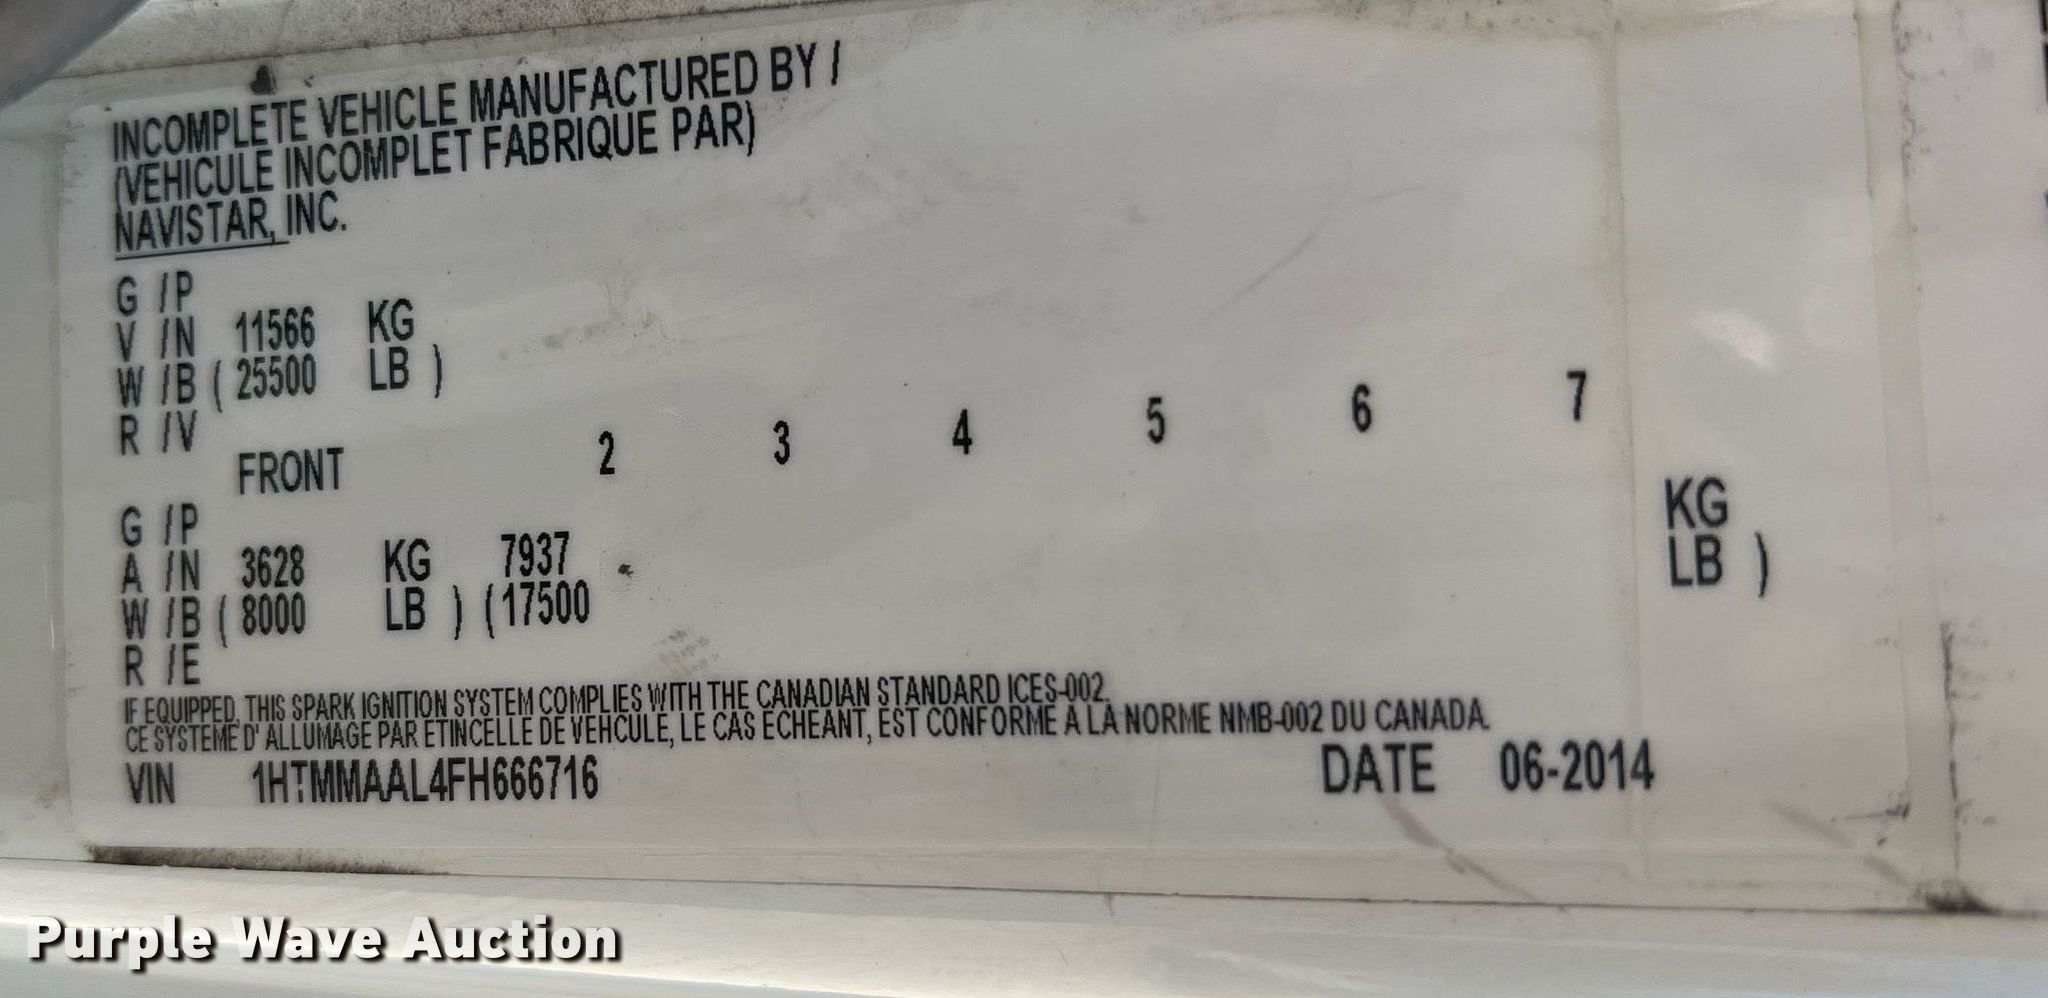 INCOMPLETE VEHICLE MANUFACTURED BY /
(VEHICULE INCOMPLET FABRIQUE PAR)
NAVISTAR, INC.
G /P
V /N 11566 KG
W /B ( 25500 LB )
R /V
FRONT 2 3 4 5 6 7
G /P
A /N 3628 KG 7937 KG
W /B ( 8000 LB ) ( 17500 LB )
R /E
IF EQUIPPED, THIS SPARK IGNITION SYSTEM COMPLIES WITH THE CANADIAN STANDARD ICES-002.
CE SYSTEME D' ALLUMAGE PAR ETINCELLE DE VEHCULE, LE CAS ECHEANT, EST CONFORME A LA NORME NMB-002 DU CANADA.
VIN 1HTMMAAL4FH666716 DATE 06-2014
Purple Wave Auction